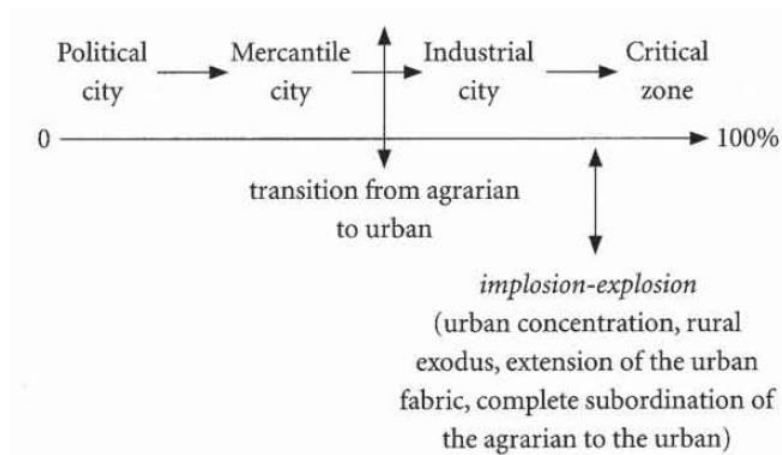 Political Mercantile Industrial Critical
city city city zone
0 100%
transition from agrarian
to urban
implosion-explosion
(urban concentration, rural
exodus, extension of the urban
fabric, complete subordination of
the agrarian to the urban)